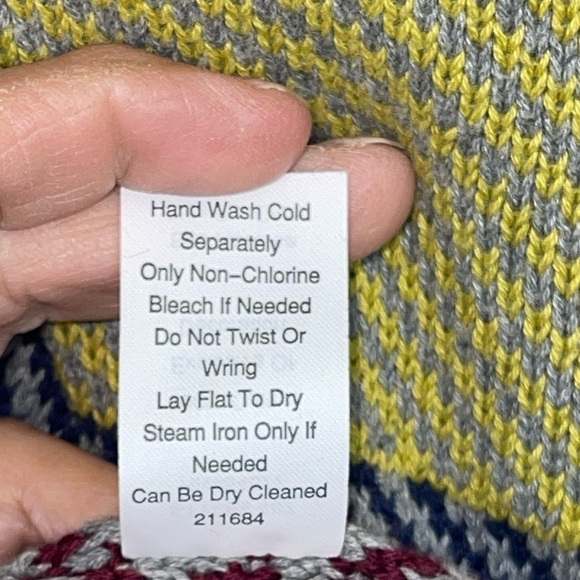 Hand Wash Cold
Separately
Only Non-Chlorine
Bleach If Needed
Do Not Twist Or
Wring
Lay Flat To Dry
Steam Iron Only If
Needed
Can Be Dry Cleaned
211684